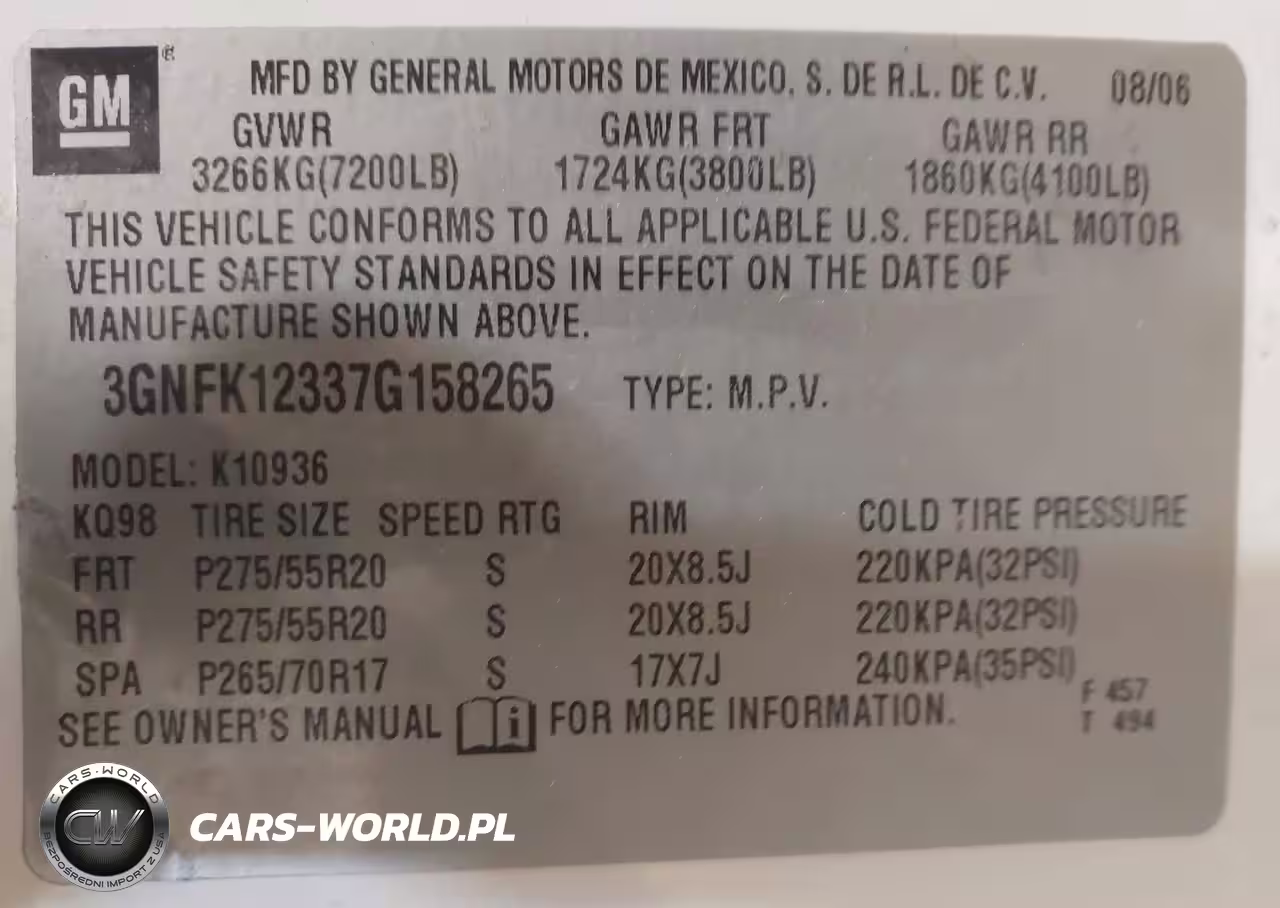 GM®
MFD BY GENERAL MOTORS DE MEXICO, S. DE R.L. DE C.V. 08/06
GVWR GAWR FRT GAWR RR
3266KG(7200LB) 1724KG(3800LB) 1860KG(4100LB)
THIS VEHICLE CONFORMS TO ALL APPLICABLE U.S. FEDERAL MOTOR
VEHICLE SAFETY STANDARDS IN EFFECT ON THE DATE OF
MANUFACTURE SHOWN ABOVE.
3GNFK12337G158265 TYPE: M.P.V.
MODEL: K10936
KQ98 TIRE SIZE SPEED RTG RIM COLD TIRE PRESSURE
FRT P275/55R20 S 20X8.5J 220KPA(32PSI)
RR P275/55R20 S 20X8.5J 220KPA(32PSI)
SPA P265/70R17 S 17X7J 240KPA(35PSI)
F 457
SEE OWNER'S MANUAL i FOR MORE INFORMATION.
T 494
CARS-WORLD
CW
BEZPOŚREDNI IMPORT Z USA
CARS-WORLD.PL